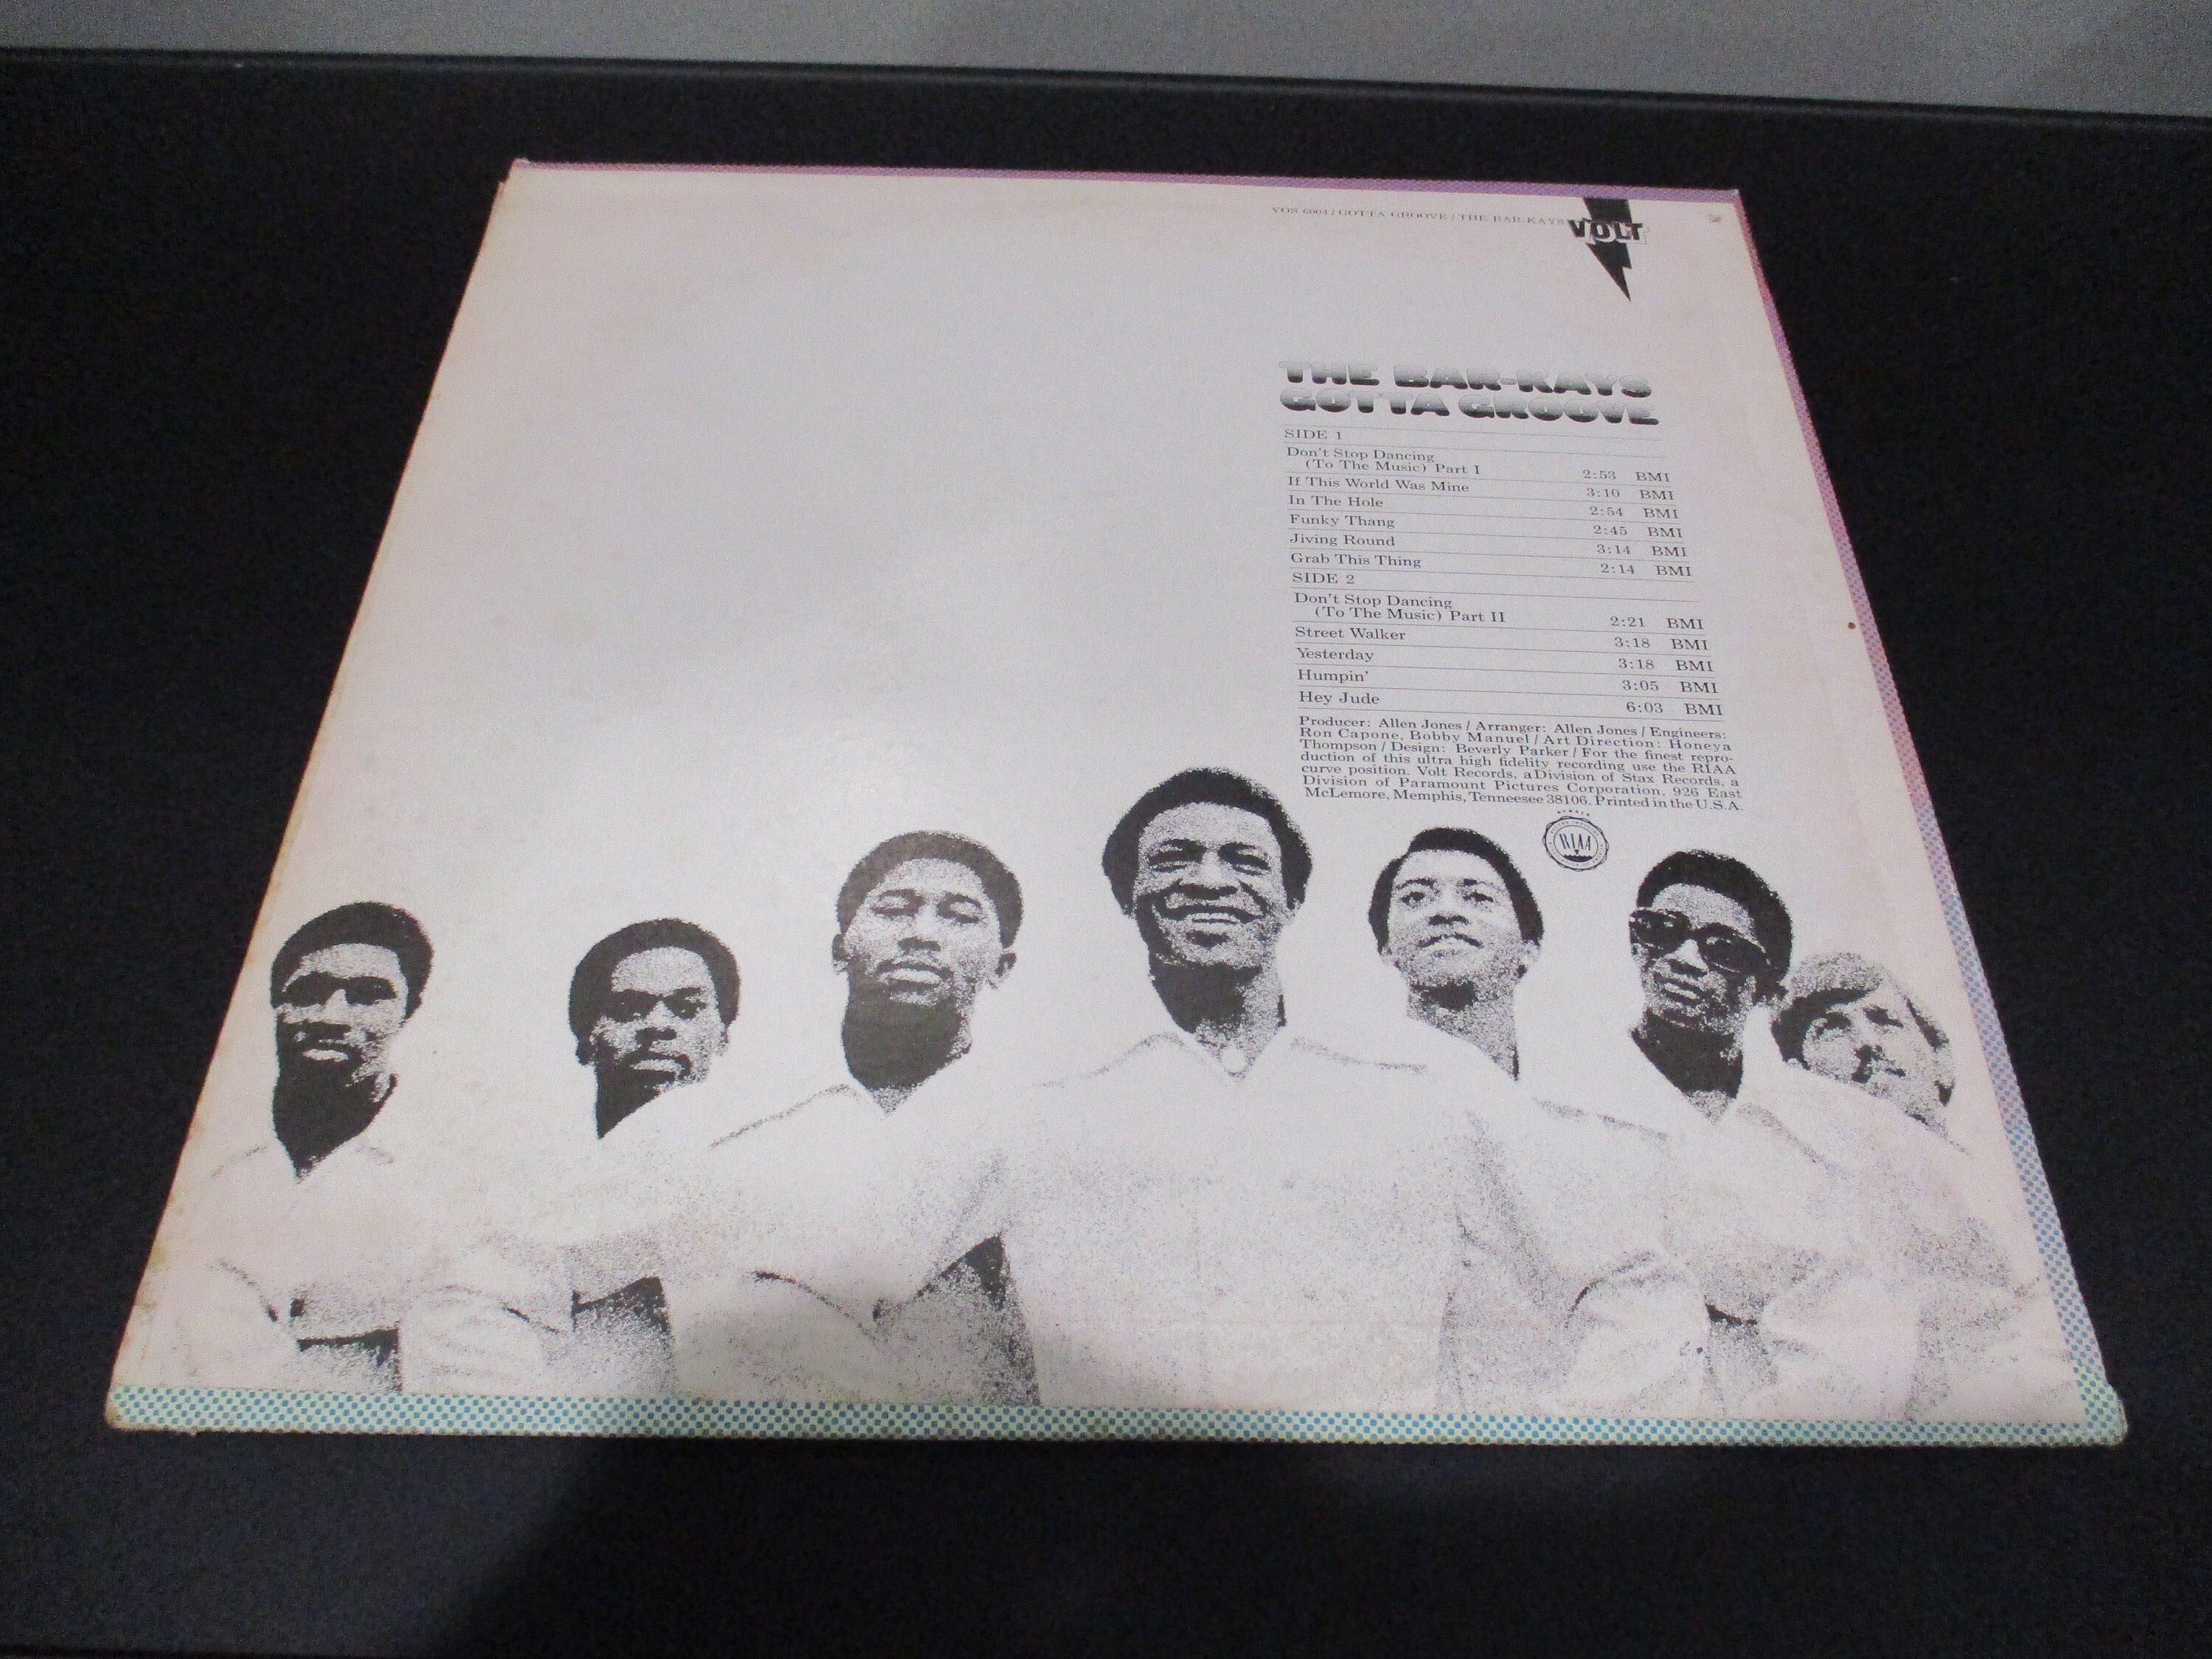 VOS 6004 / GOTTA GROOVE / THE BAR-KAYS
VOLT
THE BAR-KAYS
GOTTA GROOVE
SIDE 1
Don't Stop Dancing
(To The Music) Part I 2:53 BMI
If This World Was Mine 3:10 BMI
In The Hole 2:54 BMI
Funky Thang 2:45 BMI
Jiving Round 3:14 BMI
Grab This Thing 2:14 BMI
SIDE 2
Don't Stop Dancing
(To The Music) Part II 2:21 BMI
Street Walker 3:18 BMI
Yesterday 3:18 BMI
Humpin' 3:05 BMI
Hey Jude 6:03 BMI
Producer: Allen Jones / Arranger: Allen Jones / Engineers:
Ron Capone, Bobby Manuel / Art Direction: Honeya
Thompson / Design: Beverly Parker / For the finest repro-
duction of this ultra high fidelity recording use the RIAA
curve position. Volt Records, a Division of Stax Records, a
Division of Paramount Pictures Corporation. 926 East
McLemore, Memphis, Tenneesee 38106. Printed in the U.S.A.
RIAA